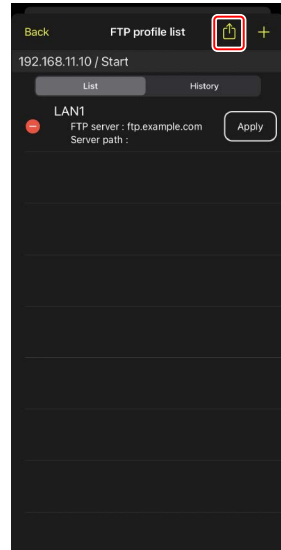 Back FTP profile list +
192.168.11.10 / Start
List History
LAN1
FTP server : ftp.example.com Apply
Server path :